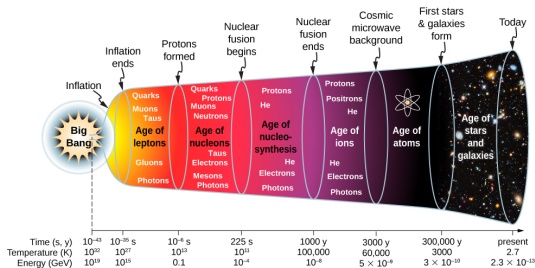 First stars
& galaxies
form
Today
Cosmic
microwave
background
Nuclear
fusion
begins
Nuclear
fusion
ends
Protons
formed
Inflation
ends
Inflation
Big
Bang
Quarks
Muons
Taus
Age of
leptons
Gluons
Photons
Quarks
Protons
Muons
Neutrons
Age of
nucleons
Taus
Electrons
Mesons
Photons
Protons
He
Age of
nucleo-
synthesis
He
Electrons
Photons
Protons
Positrons
He
Age of
ions
He
Electrons
Photons
Age of
atoms
Age of
stars
and
galaxies
Time (s, y) 10⁻⁴³ 10⁻³⁵ s 10⁻⁶ s 225 s 1000 y 3000 y 300,000 y present
Temperature (K) 10³² 10²⁷ 10¹³ 10¹¹ 100,000 60,000 3000 2.7
Energy (GeV) 10¹⁹ 10¹⁵ 0.1 10⁻⁴ 10⁻⁸ 5 × 10⁻⁹ 3 × 10⁻¹⁰ 2.3 × 10⁻¹³